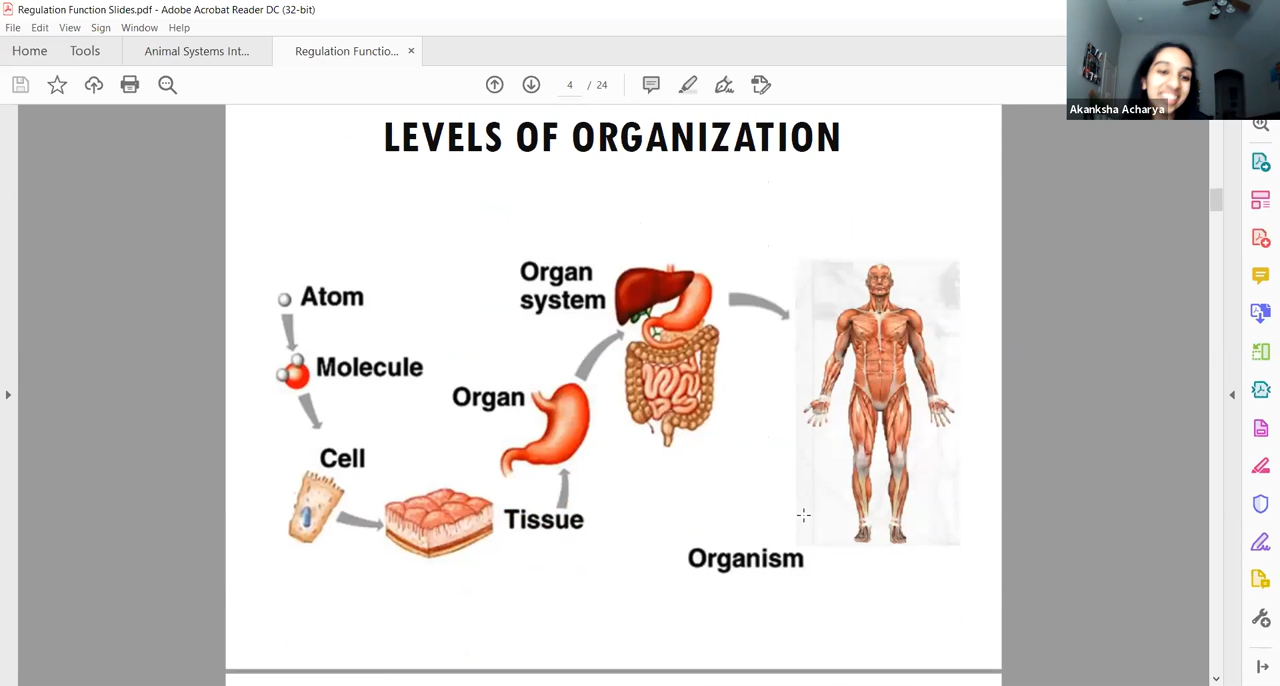 Regulation Function Slides.pdf - Adobe Acrobat Reader DC (32-bit)
File Edit View Sign Window Help
Home Tools Animal Systems Int... Regulation Functio... ×
4 / 24
Akanksha Acharya
LEVELS OF ORGANIZATION
Atom
Molecule
Cell
Tissue
Organ
Organ
system
Organism